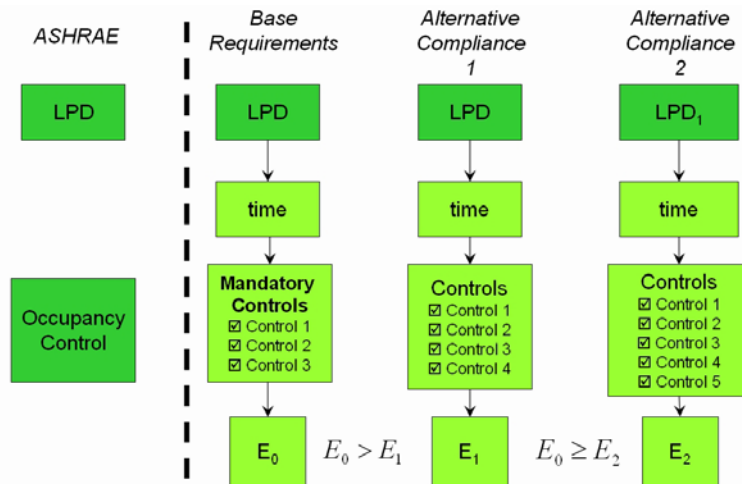 ASHRAE
Base
Requirements
Alternative
Compliance
1
Alternative
Compliance
2
LPD
LPD
LPD
LPD₁
time
time
time
Occupancy
Control
Mandatory
Controls
☑ Control 1
☑ Control 2
☑ Control 3
Controls
☑ Control 1
☑ Control 2
☑ Control 3
☑ Control 4
Controls
☑ Control 1
☑ Control 2
☑ Control 3
☑ Control 4
☑ Control 5
E₀
E₀ > E₁
E₁
E₀ ≥ E₂
E₂